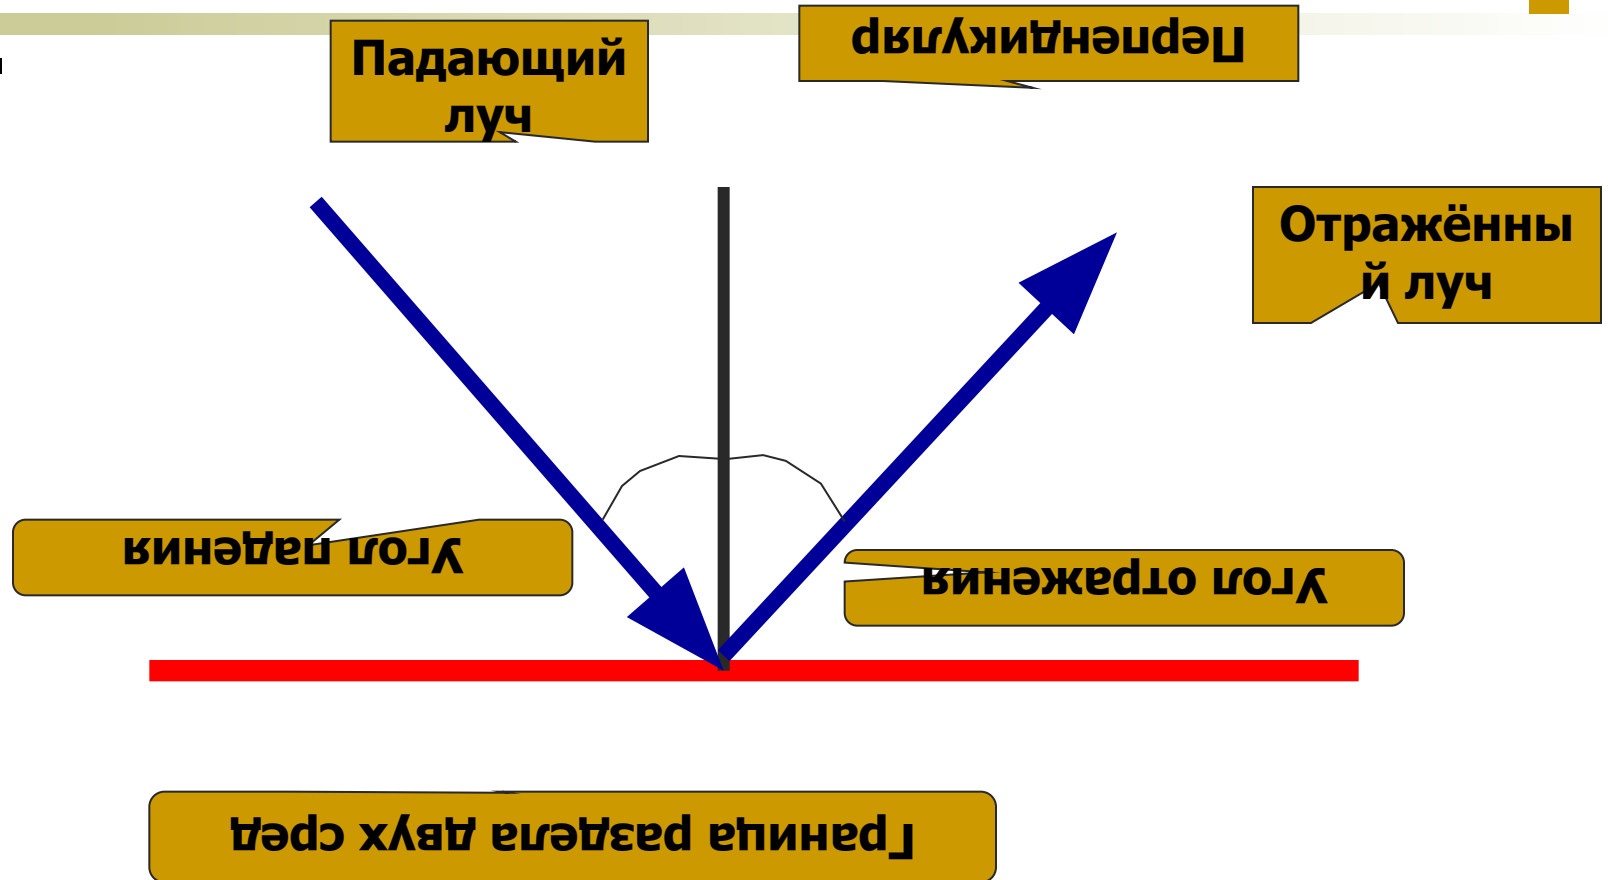 Падающий
луч
Перпендикуляр
Отражённы
й луч
Угол падения
Угол отражения
Граница раздела двух сред